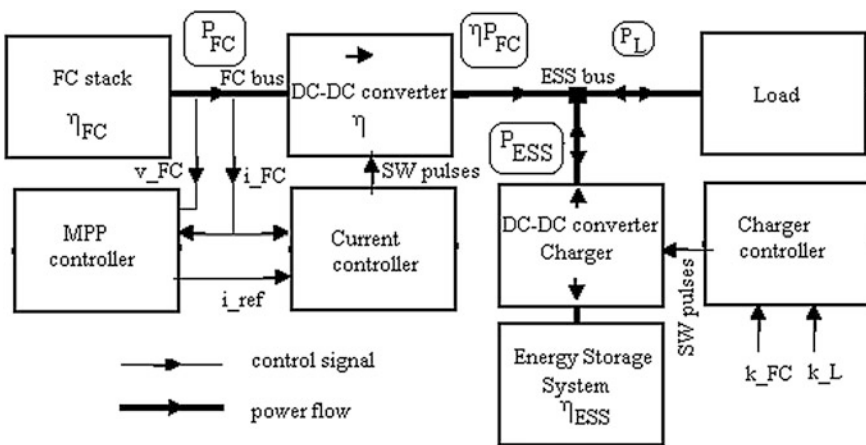 P_FC
ηP_FC
P_L
FC stack
η_FC
FC bus
DC-DC converter
η
ESS bus
Load
P_ESS
v_FC
i_FC
SW pulses
MPP
controller
Current
controller
i_ref
DC-DC converter
Charger
Charger
controller
SW pulses
control signal
power flow
Energy Storage
System
η_ESS
k_FC
k_L